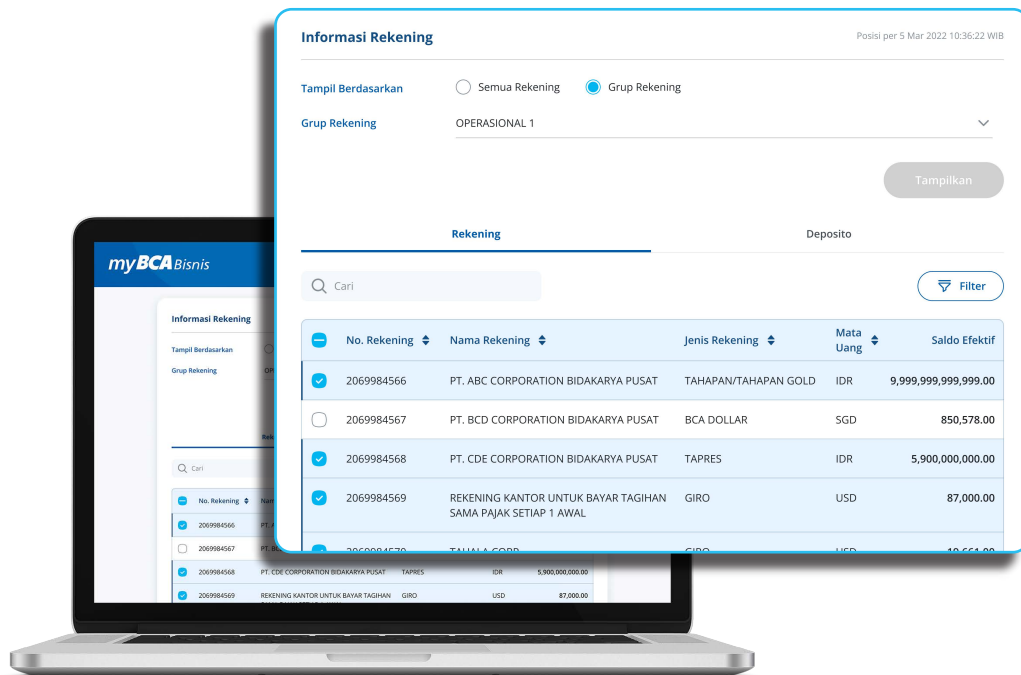 Informasi Rekening
Posisi per 5 Mar 2022 10:36:22 WIB
Tampil Berdasarkan
Semua Rekening
Grup Rekening
Grup Rekening
OPERASIONAL 1
Tampilkan
Rekening
Deposito
Cari
Filter
No. Rekening
Nama Rekening
Jenis Rekening
Mata Uang
Saldo Efektif
2069984566 PT. ABC CORPORATION BIDAKARYA PUSAT TAHAPAN/TAHAPAN GOLD IDR 9,999,999,999,999.00
2069984567 PT. BCD CORPORATION BIDAKARYA PUSAT BCA DOLLAR SGD 850,578.00
2069984568 PT. CDE CORPORATION BIDAKARYA PUSAT TAPRES IDR 5,900,000,000.00
2069984569 REKENING KANTOR UNTUK BAYAR TAGIHAN GIRO USD 87,000.00
SAMA PAJAK SETIAP 1 AWAL
myBCA Bisnis
Informasi Rekening
Tampil Berdasarkan
Grup Rekening
Cari
No. Rekening
2069984566
2069984567
2069984568 PT. CDE CORPORATION BIDAKARYA PUSAT TAPRES IDR 5,900,000,000.00
2069984569 REKENING KANTOR UNTUK BAYAR TAGIHAN GIRO USD 87,000.00